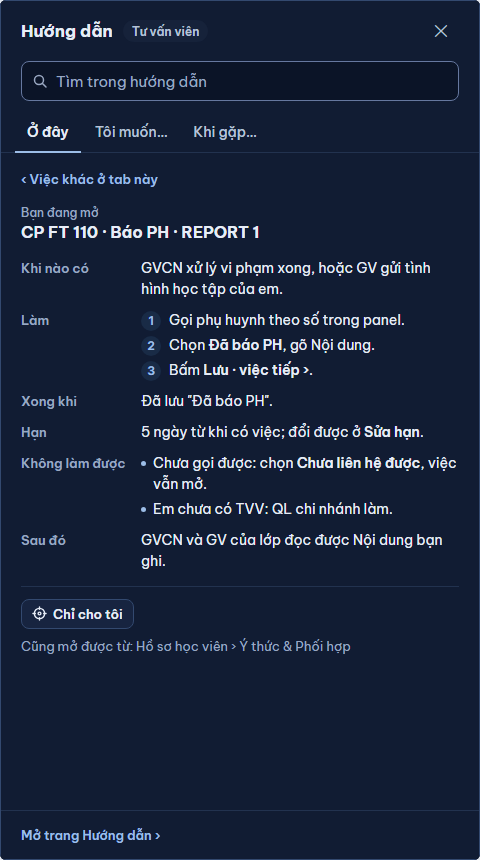 Hướng dẫn Tư vấn viên
Tìm trong hướng dẫn
Ở đây Tôi muốn... Khi gặp...
‹ Việc khác ở tab này
Bạn đang mở
CP FT 110 · Báo PH · REPORT 1
Khi nào có GVCN xử lý vi phạm xong, hoặc GV gửi tình
hình học tập của em.
Làm 1 Gọi phụ huynh theo số trong panel.
2 Chọn Đã báo PH, gõ Nội dung.
3 Bấm Lưu · việc tiếp ›.
Xong khi Đã lưu "Đã báo PH".
Hạn 5 ngày từ khi có việc; đổi được ở Sửa hạn.
Không làm được • Chưa gọi được: chọn Chưa liên hệ được, việc
vẫn mở.
• Em chưa có TVV: QL chi nhánh làm.
Sau đó GVCN và GV của lớp đọc được Nội dung bạn
ghi.
Chỉ cho tôi
Cũng mở được từ: Hồ sơ học viên › Ý thức & Phối hợp
Mở trang Hướng dẫn ›